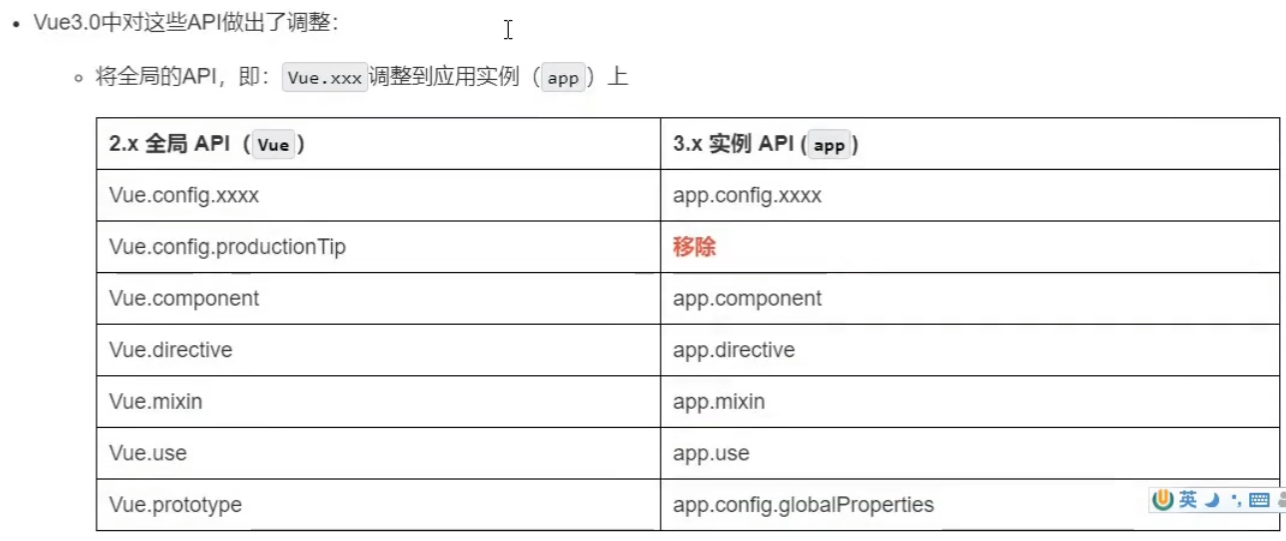 Vue3.0中对这些API做出了调整：
将全局的API，即：Vue.xxx调整到应用实例（app）上
2.x 全局 API（Vue） 3.x 实例 API (app)
Vue.config.xxxx app.config.xxxx
Vue.config.productionTip 移除
Vue.component app.component
Vue.directive app.directive
Vue.mixin app.mixin
Vue.use app.use
Vue.prototype app.config.globalProperties
英